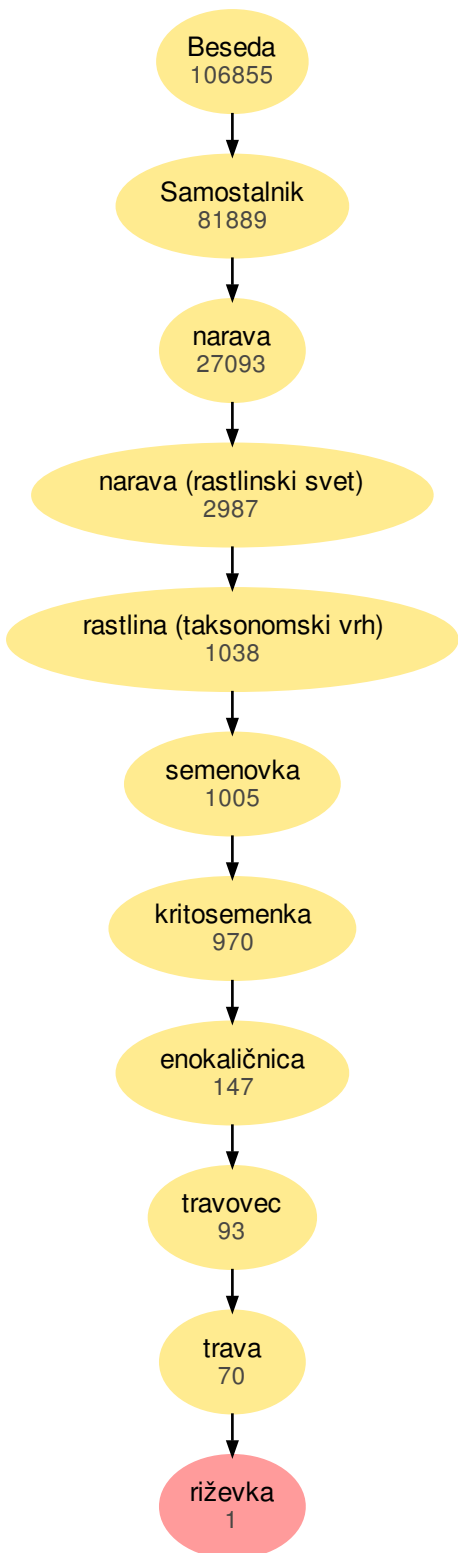 Beseda
106855
Samostalnik
81889
narava
27093
narava (rastlinski svet)
2987
rastlina (taksonomski vrh)
1038
semenovka
1005
kritosemenka
970
enokaličnica
147
travovec
93
trava
70
riževka
1